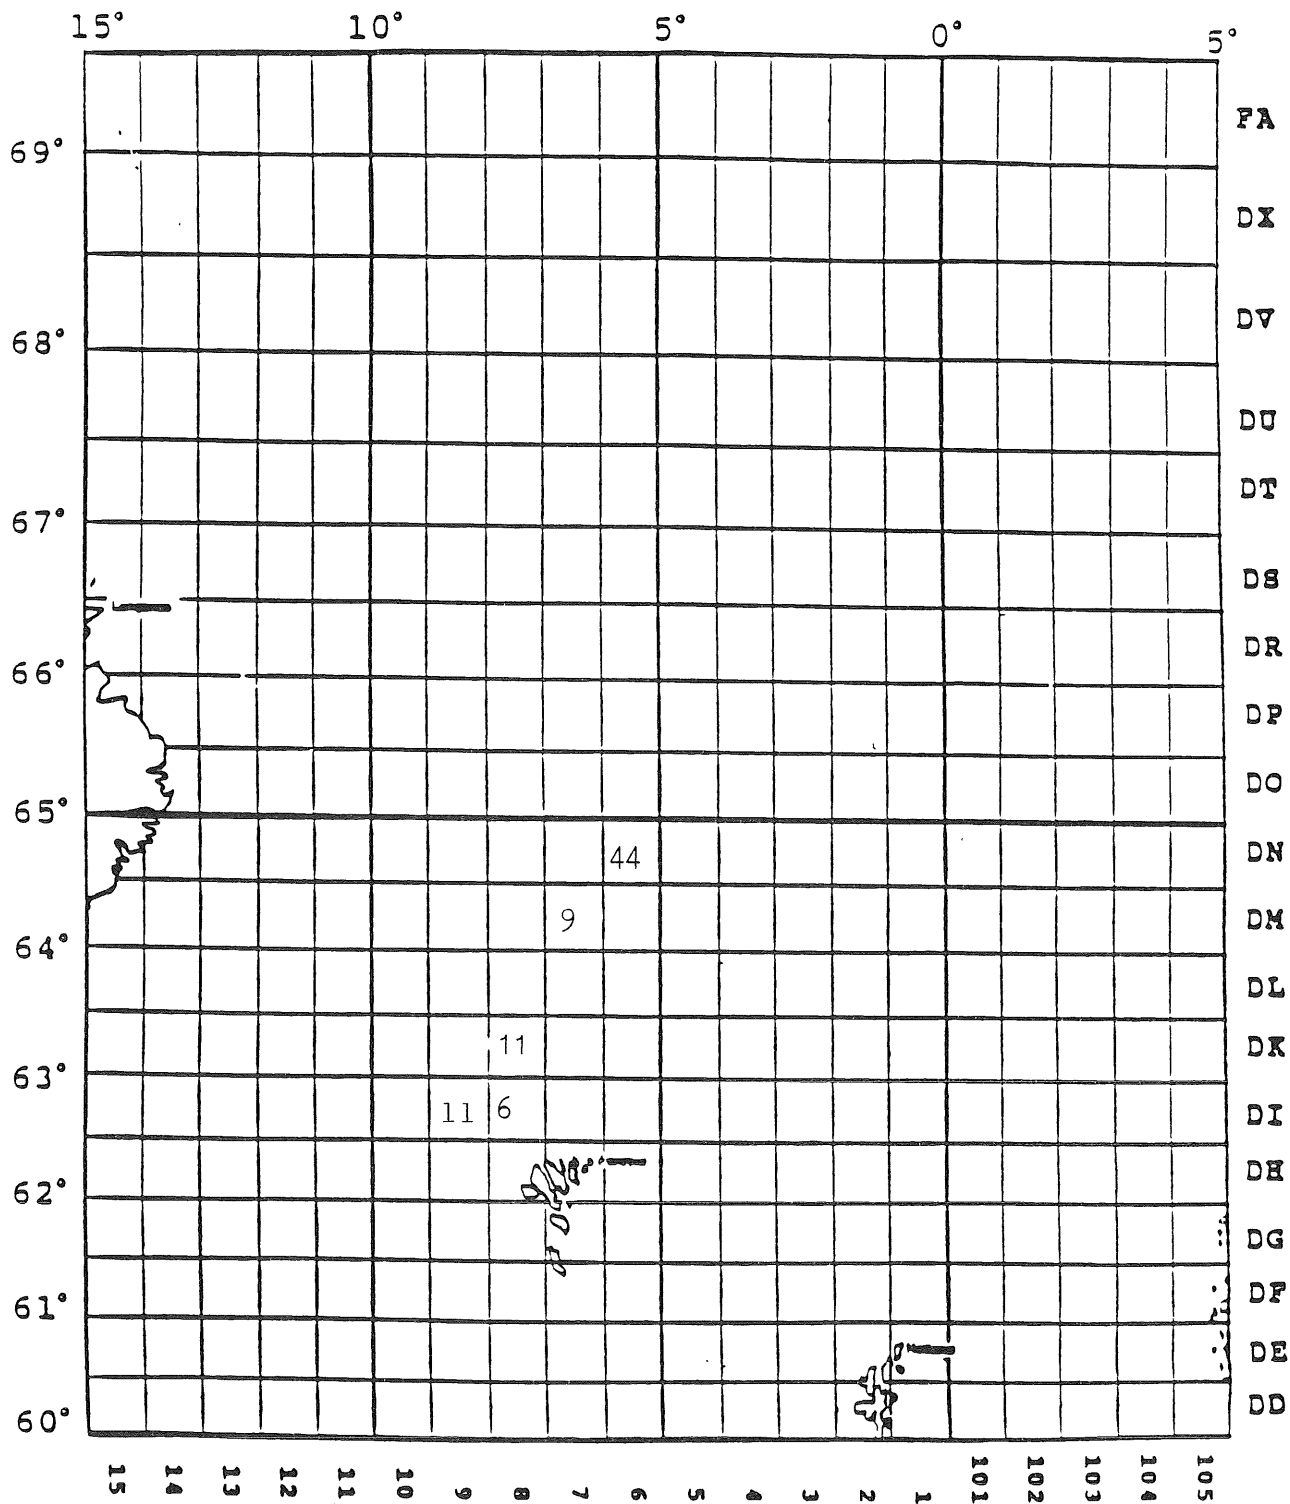 15° 10° 5° 0° 5°
FA
69°
DX
DV
68°
DU
DT
67°
DS
DR
66°
DP
DO
65°
44 DN
9 DM
64°
DL
11 DK
63°
11 6 DI
DH
62°
DG
DF
61°
DE
DD
60°
15 14 13 12 11 10 9 8 7 6 5 4 3 2 1 101 102 103 104 105